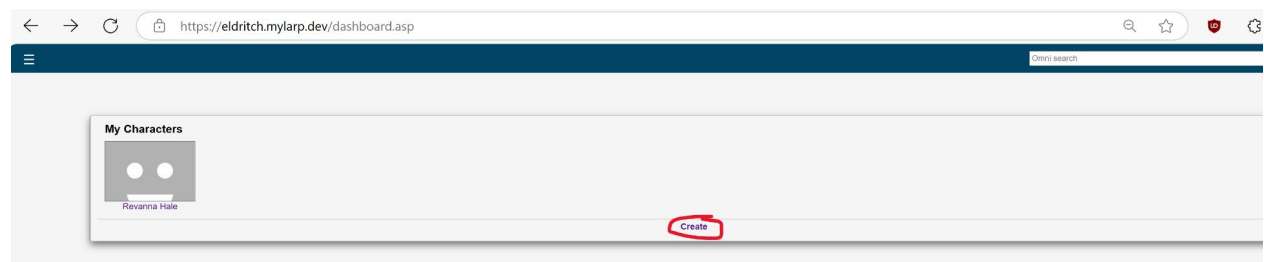 https://eldritch.mylarp.dev/dashboard.asp
Omni search
My Characters
Revanna Hale
Create